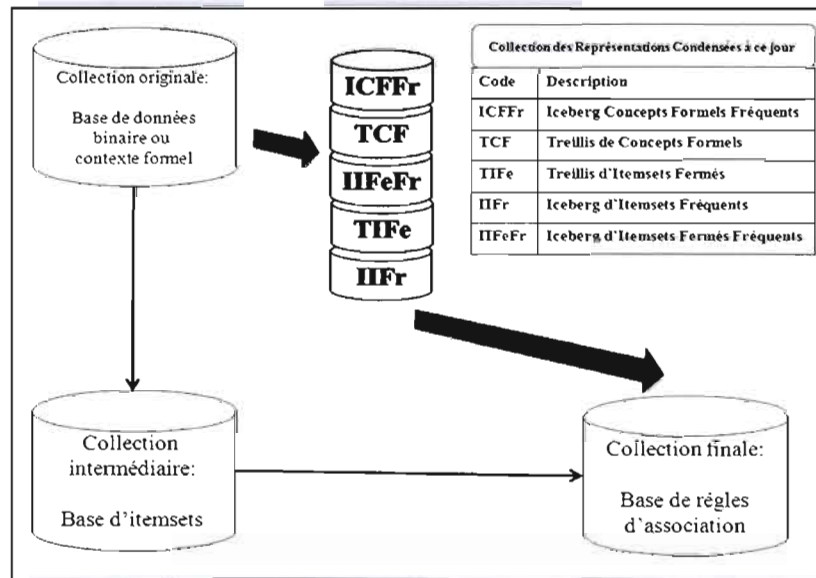 Collection originale:
Base de données
binaire ou
contexte formel
ICFFr
TCF
IIFeFr
TIFe
IIFr
Collection des Représentations Condensées à ce jour
Code Description
ICFFr Iceberg Concepts Formels Fréquents
TCF Treillis de Concepts Formels
TIFe Treillis d'Itemsets Fermés
IIFr Iceberg d'Itemsets Fréquents
IIFeFr Iceberg d'Itemsets Fermés Fréquents
Collection
intermédiaire:
Base d'itemsets
Collection finale:
Base de règles
d'association